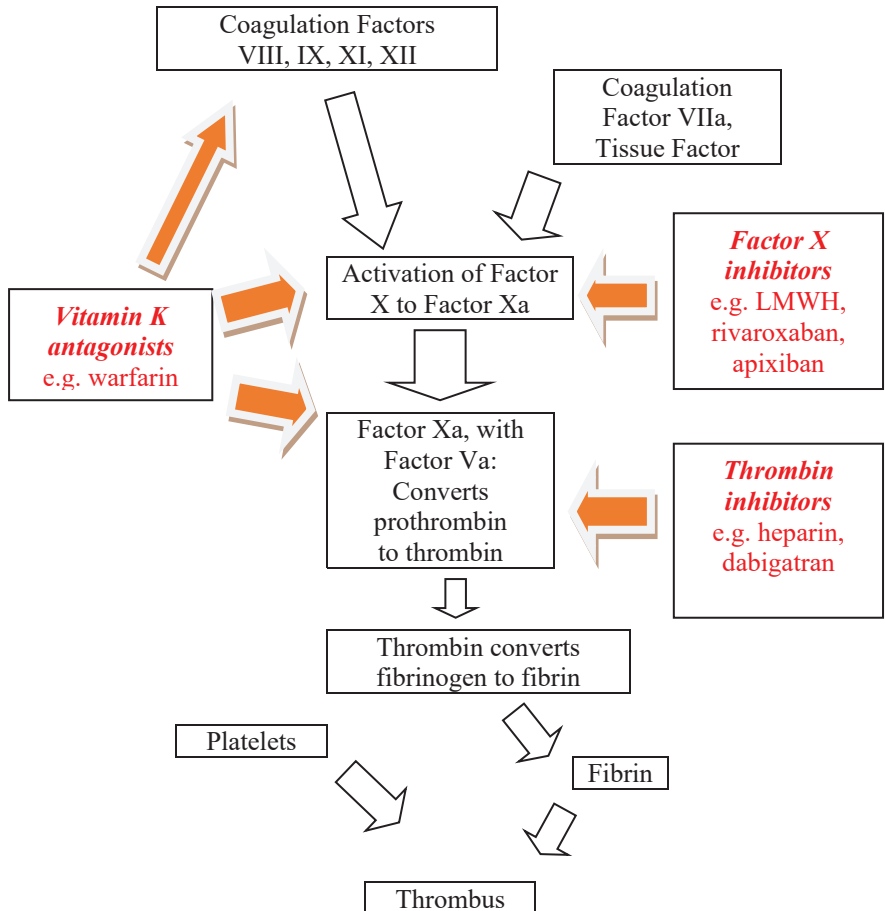 Coagulation Factors
VIII, IX, XI, XII
Coagulation
Factor VIIa,
Tissue Factor
Factor X
inhibitors
e.g. LMWH,
rivaroxaban,
apixiban
Activation of Factor
X to Factor Xa
Vitamin K
antagonists
e.g. warfarin
Factor Xa, with
Factor Va:
Converts
prothrombin
to thrombin
Thrombin
inhibitors
e.g. heparin,
dabigatran
Thrombin converts
fibrinogen to fibrin
Platelets
Fibrin
Thrombus